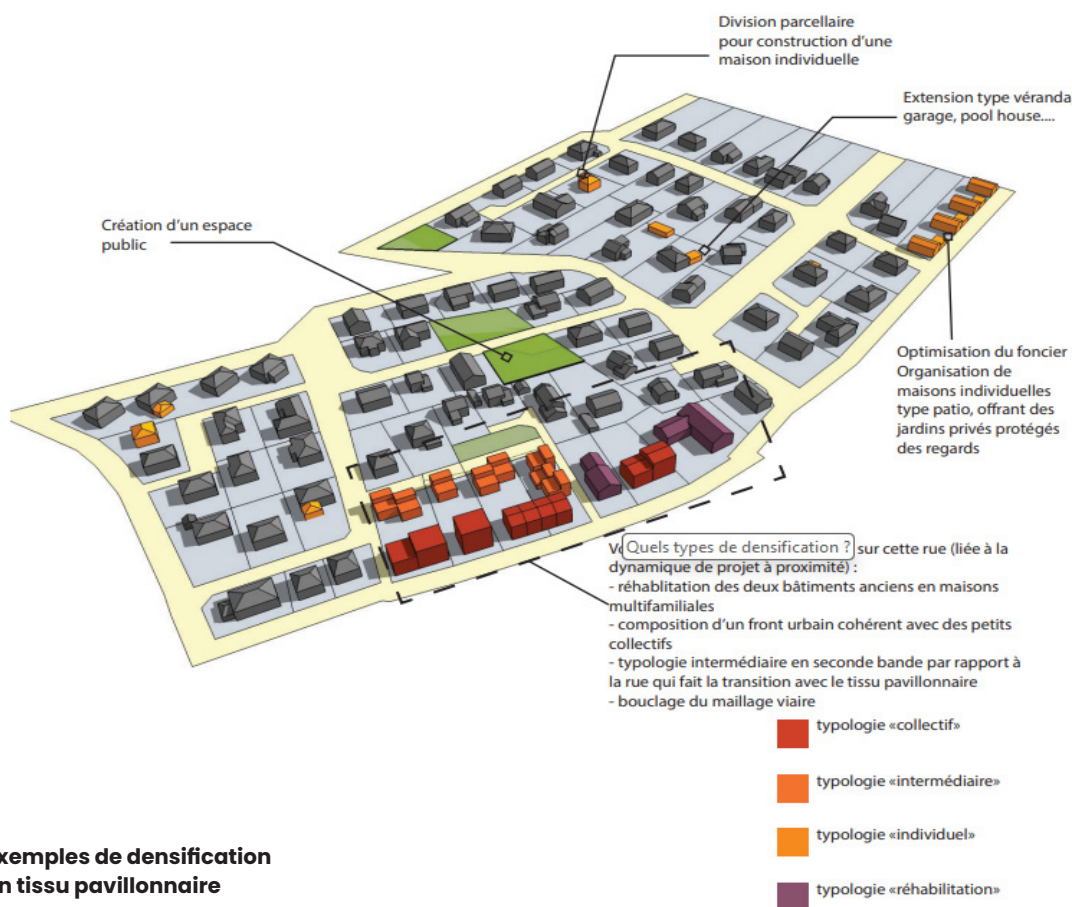 Division parcellaire
pour construction d'une
maison individuelle
Extension type véranda
garage, pool house....
Création d'un espace
public
Optimisation du foncier
Organisation de
maisons individuelles
type patio, offrant des
jardins privés protégés
des regards
Quels types de densification ? sur cette rue (liée à la
dynamique de projet à proximité) :
- réhablitation des deux bâtiments anciens en maisons
multifamiliales
- composition d'un front urbain cohérent avec des petits
collectifs
- typologie intermédiaire en seconde bande par rapport à
la rue qui fait la transition avec le tissu pavillonnaire
- bouclage du maillage viaire
typologie «collectif»
typologie «intermédiaire»
typologie «individuel»
typologie «réhabilitation»
xemples de densification
n tissu pavillonnaire